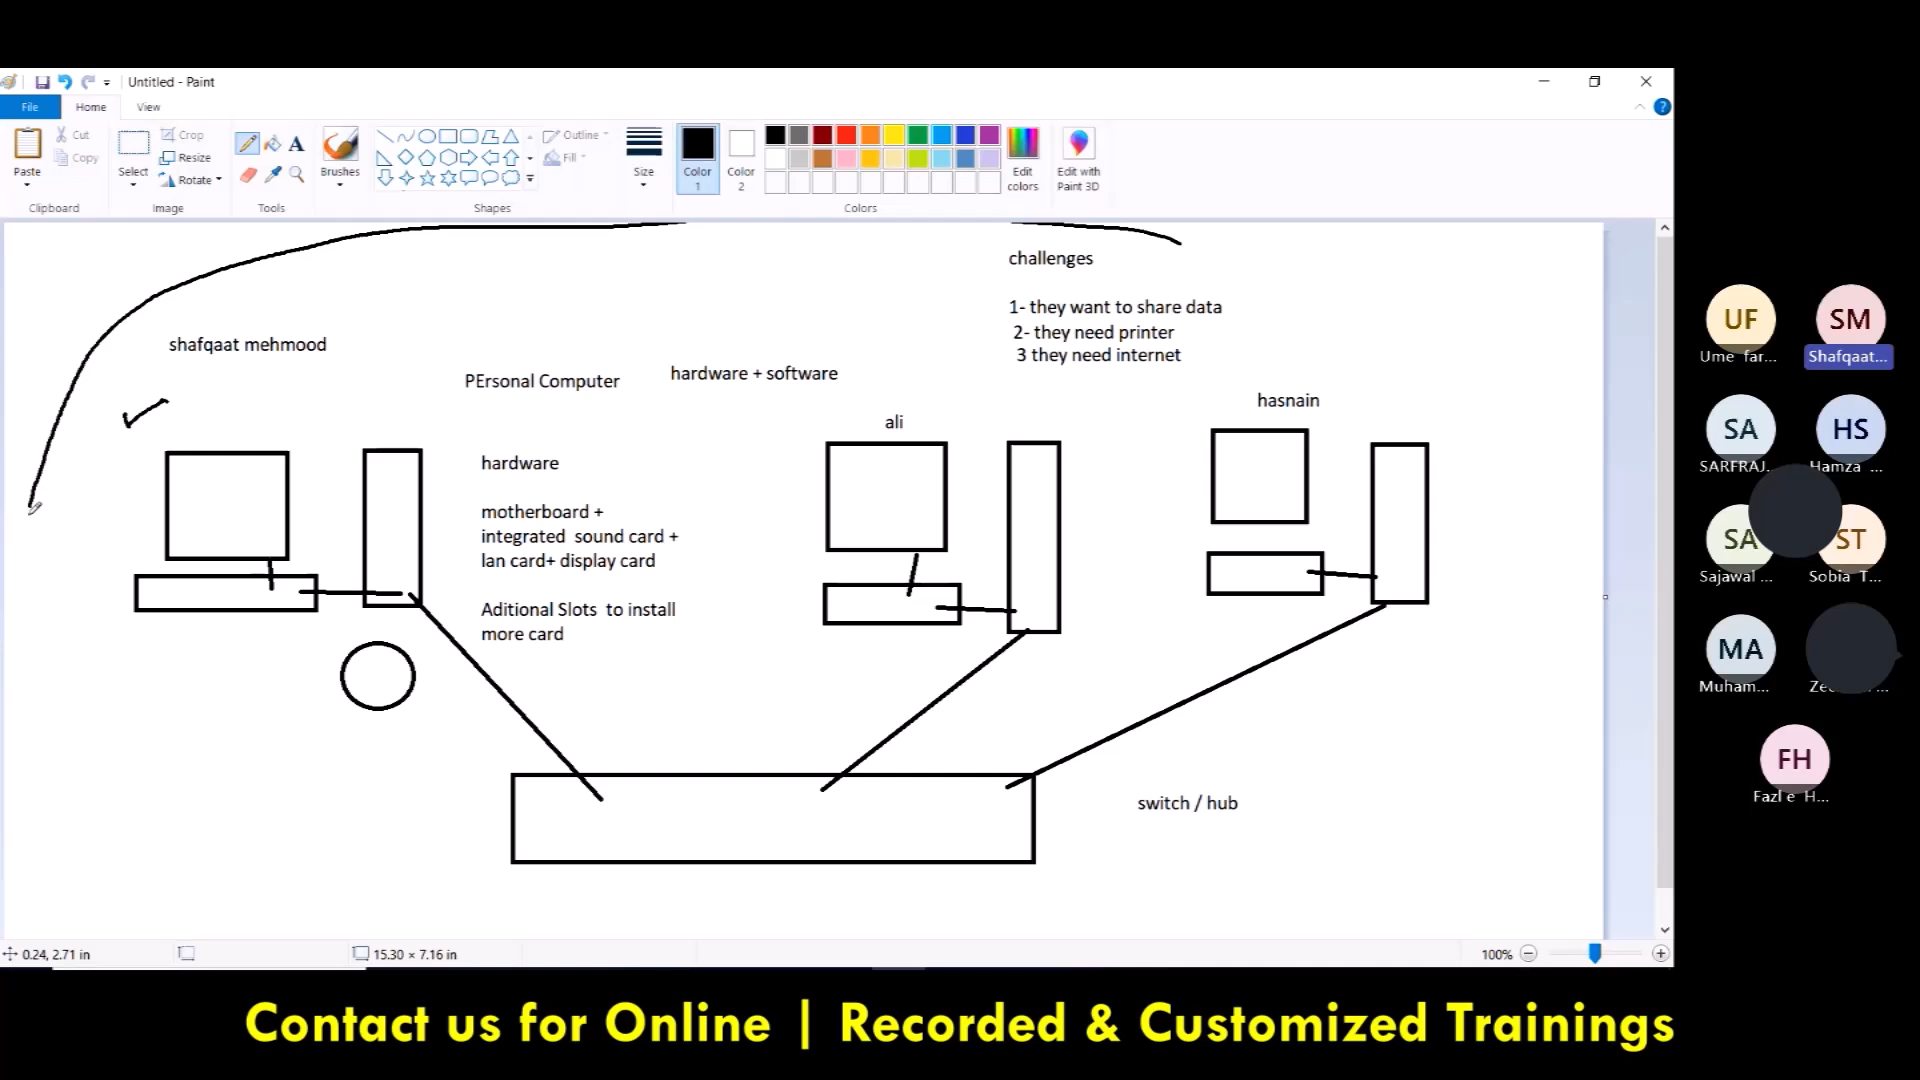 Untitled - Paint
File Home View
Paste
Cut
Copy
Clipboard
Select
Crop
Resize
Rotate
Image
Tools
Brushes
Shapes
Outline
Fill
Size
Color 1
Color 2
Colors
Edit colors
Edit with Paint 3D
challenges
1- they want to share data
2- they need printer
3 they need internet
shafqaat mehmood
PErsonal Computer
hardware + software
ali
hasnain
hardware
motherboard +
integrated sound card +
lan card+ display card
Aditional Slots to install
more card
switch / hub
0.24, 2.71 in
15.30 × 7.16 in
100%
UF
Ume far...
SM
Shafqaat...
SA
SARFRAJ...
HS
Hamza ...
SA
Sajawal ...
ST
Sobia T...
MA
Muham...
FH
Fazl e H...
Contact us for Online | Recorded & Customized Trainings